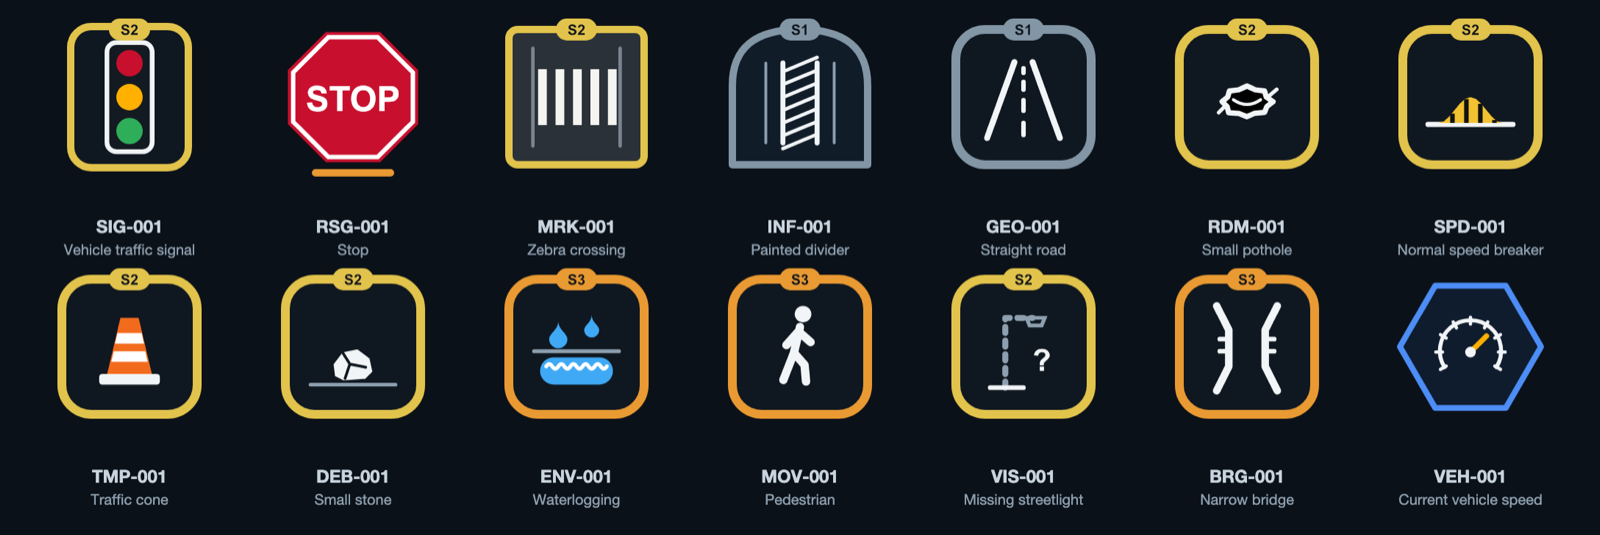 S2
STOP
S2
S1
S1
S2
S2
SIG-001
Vehicle traffic signal
RSG-001
Stop
MRK-001
Zebra crossing
INF-001
Painted divider
GEO-001
Straight road
RDM-001
Small pothole
SPD-001
Normal speed breaker
S2
S2
S3
S3
S2
?
S3
TMP-001
Traffic cone
DEB-001
Small stone
ENV-001
Waterlogging
MOV-001
Pedestrian
VIS-001
Missing streetlight
BRG-001
Narrow bridge
VEH-001
Current vehicle speed